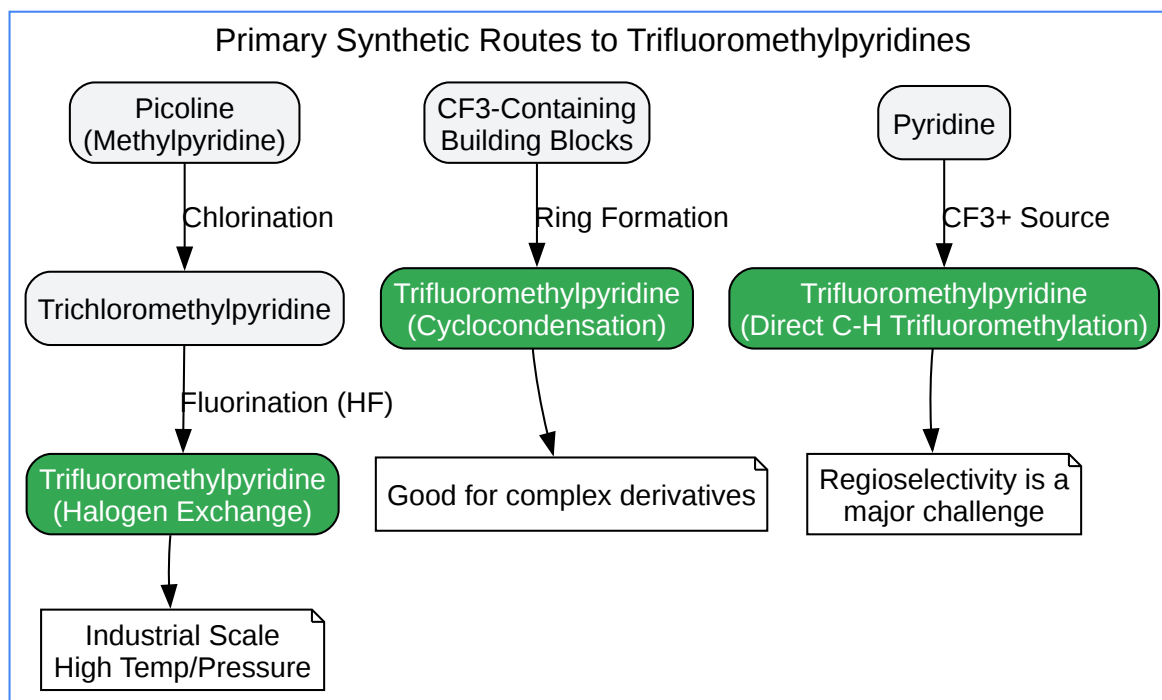 Primary Synthetic Routes to Trifluoromethylpyridines
Picoline
(Methylpyridine)
Chlorination
Trichloromethylpyridine
Fluorination (HF)
Trifluoromethylpyridine
(Halogen Exchange)
Industrial Scale
High Temp/Pressure
CF3-Containing
Building Blocks
Ring Formation
Trifluoromethylpyridine
(Cyclocondensation)
Good for complex derivatives
Pyridine
CF3+ Source
Trifluoromethylpyridine
(Direct C-H Trifluoromethylation)
Regioselectivity is a
major challenge